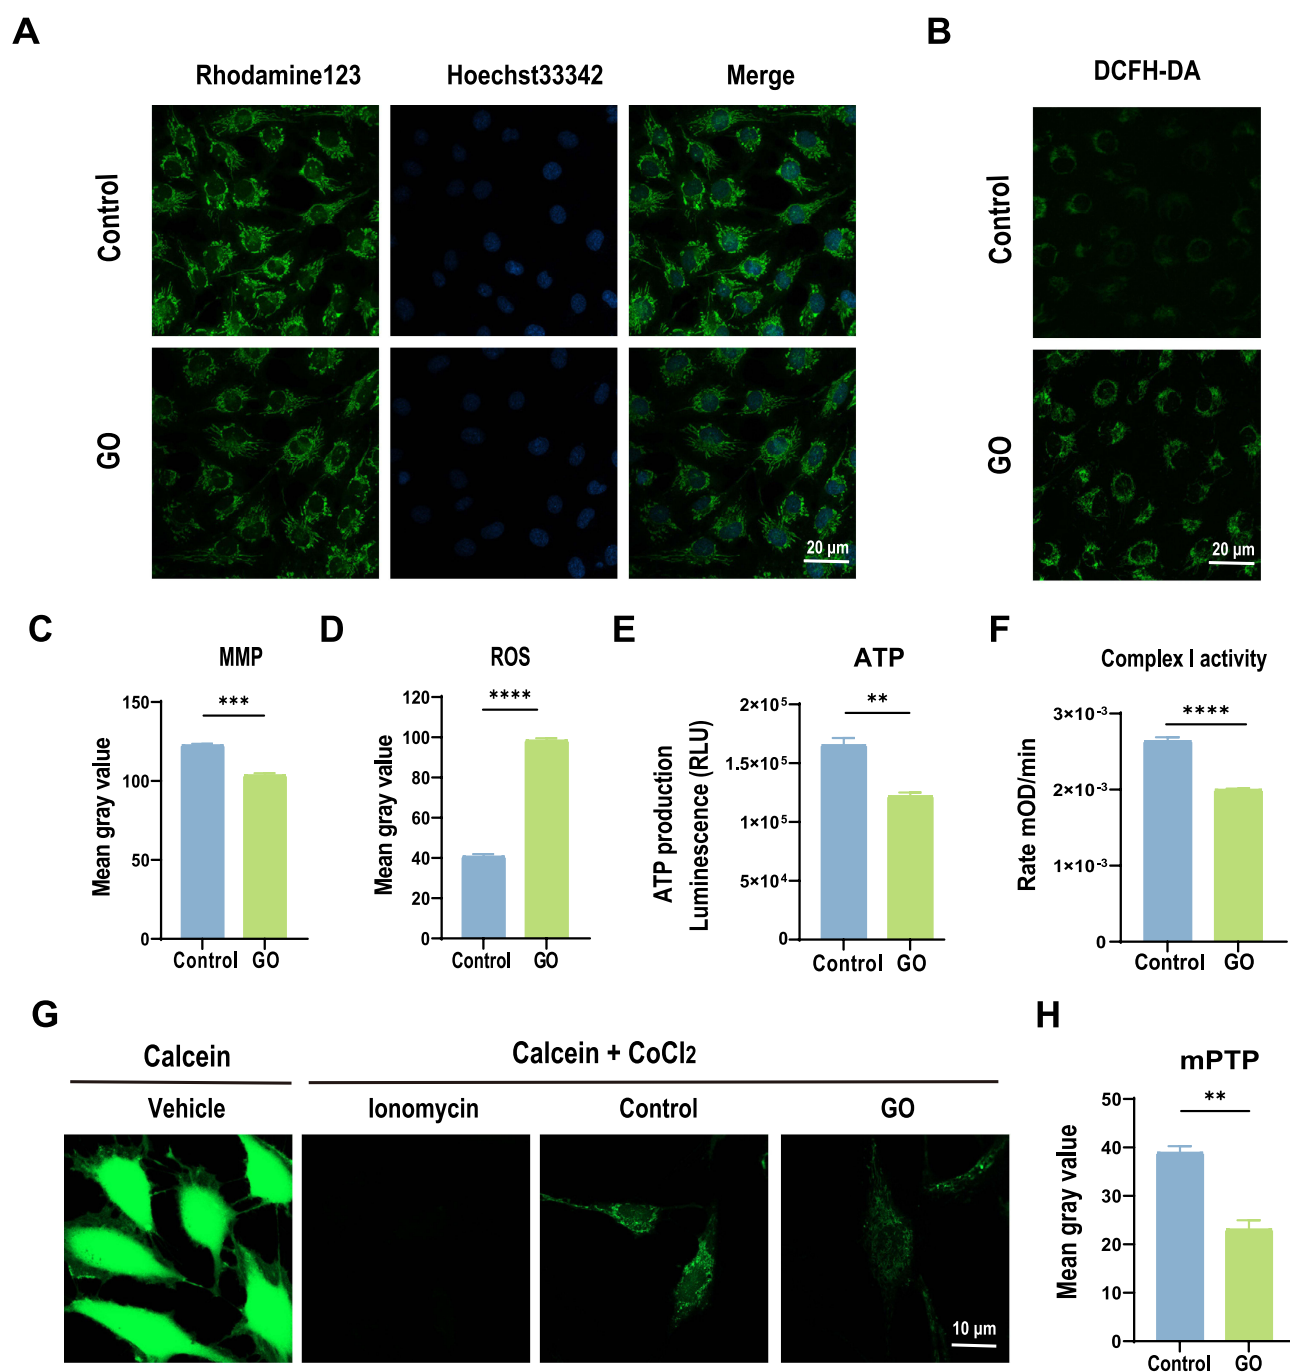 A
B
Rhodamine123
Hoechst33342
Merge
DCFH-DA
Control
Control
GO
GO
20 µm
20 µm
C
D
E
F
MMP
ROS
ATP
Complex I activity
***
****
**
****
Mean gray value
150
100
50
0
Control
GO
Mean gray value
120
100
80
60
40
20
0
Control
GO
ATP production
Luminescence (RLU)
2×10⁵
1.5×10⁵
1×10⁵
5×10⁴
0
Control
GO
Rate mOD/min
3×10⁻³
2×10⁻³
1×10⁻³
0
Control
GO
G
H
Calcein
Calcein + CoCl₂
Vehicle
Ionomycin
Control
GO
10 µm
mPTP
**
Mean gray value
50
40
30
20
10
0
Control
GO